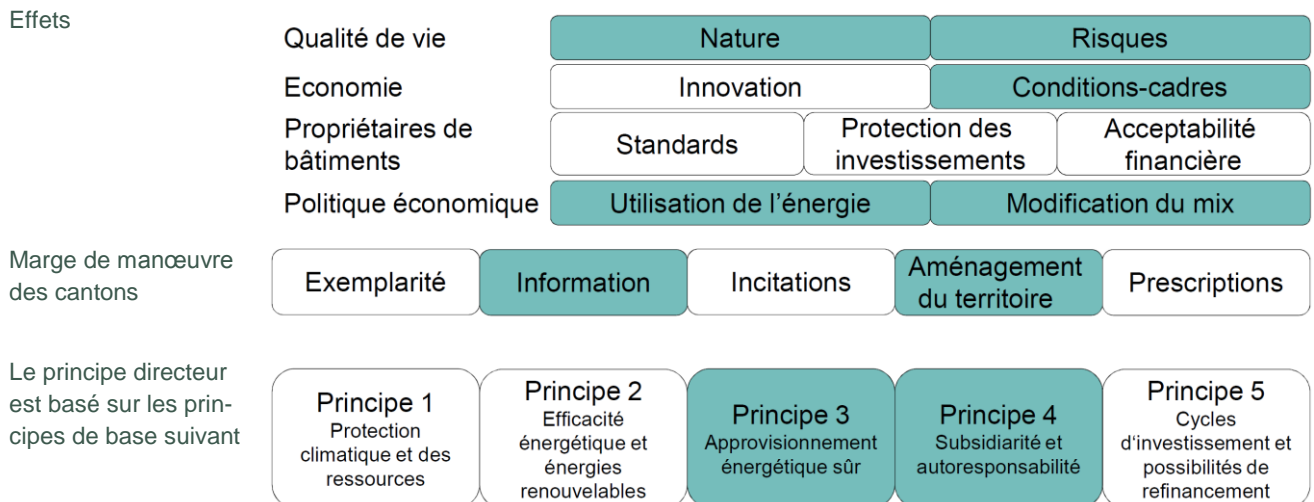 Effets
Qualité de vie
Nature
Risques
Economie
Innovation
Conditions-cadres
Propriétaires de
bâtiments
Standards
Protection des
investissements
Acceptabilité
financière
Politique économique
Utilisation de l'énergie
Modification du mix
Marge de manœuvre
des cantons
Exemplarité
Information
Incitations
Aménagement
du territoire
Prescriptions
Le principe directeur
est basé sur les prin-
cipes de base suivant
Principe 1
Protection
climatique et des
ressources
Principe 2
Efficacité
énergétique et
énergies
renouvelables
Principe 3
Approvisionnement
énergétique sûr
Principe 4
Subsidiarité et
autoresponsabilité
Principe 5
Cycles
d'investissement et
possibilités de
refinancement